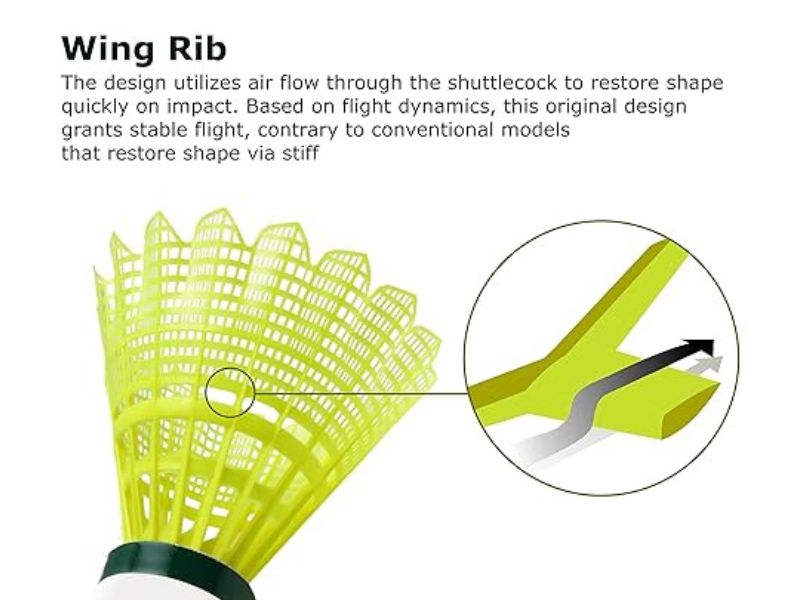 Wing Rib
The design utilizes air flow through the shuttlecock to restore shape
quickly on impact. Based on flight dynamics, this original design
grants stable flight, contrary to conventional models
that restore shape via stiff